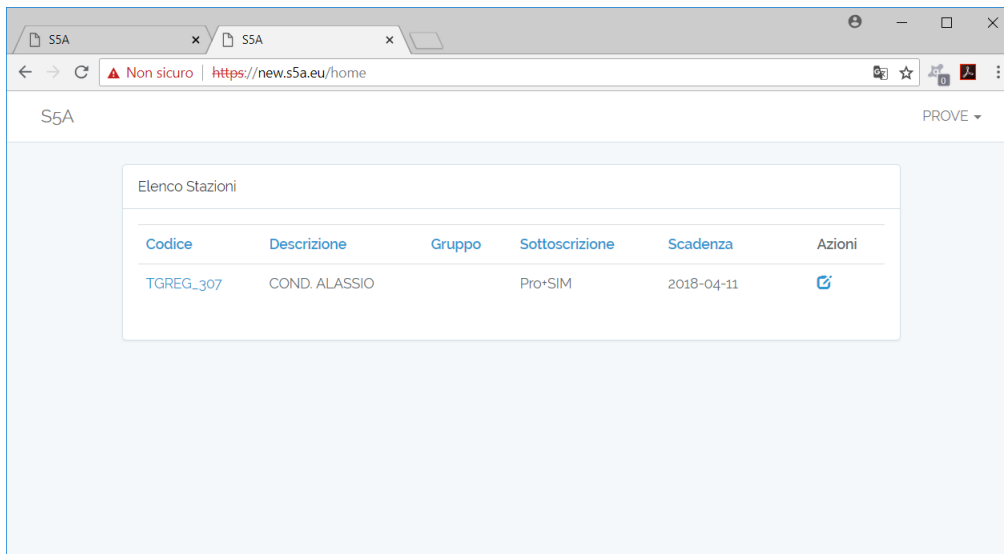 S5A S5A
Non sicuro | https://new.s5a.eu/home
0
S5A PROVE
Elenco Stazioni
Codice Descrizione Gruppo Sottoscrizione Scadenza Azioni
TGREG_307 COND. ALASSIO Pro+SIM 2018-04-11